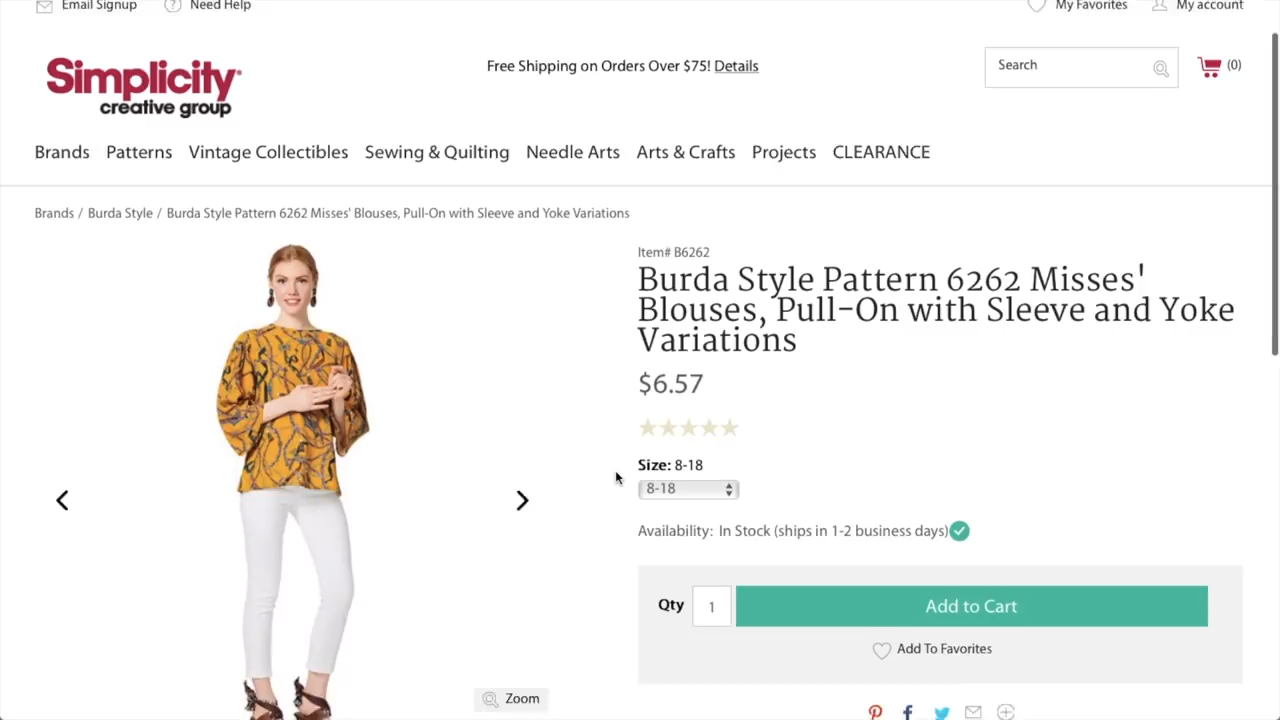 Email Signup
Need Help
My Favorites
My account
Simplicity
creative group
Free Shipping on Orders Over $75! Details
Search
(0)
Brands Patterns Vintage Collectibles Sewing & Quilting Needle Arts Arts & Crafts Projects CLEARANCE
Brands / Burda Style / Burda Style Pattern 6262 Misses' Blouses, Pull-On with Sleeve and Yoke Variations
Item# B6262
Burda Style Pattern 6262 Misses'
Blouses, Pull-On with Sleeve and Yoke
Variations
$6.57
Size: 8-18
8-18
Availability: In Stock (ships in 1-2 business days)
Qty 1 Add to Cart
Add To Favorites
Zoom